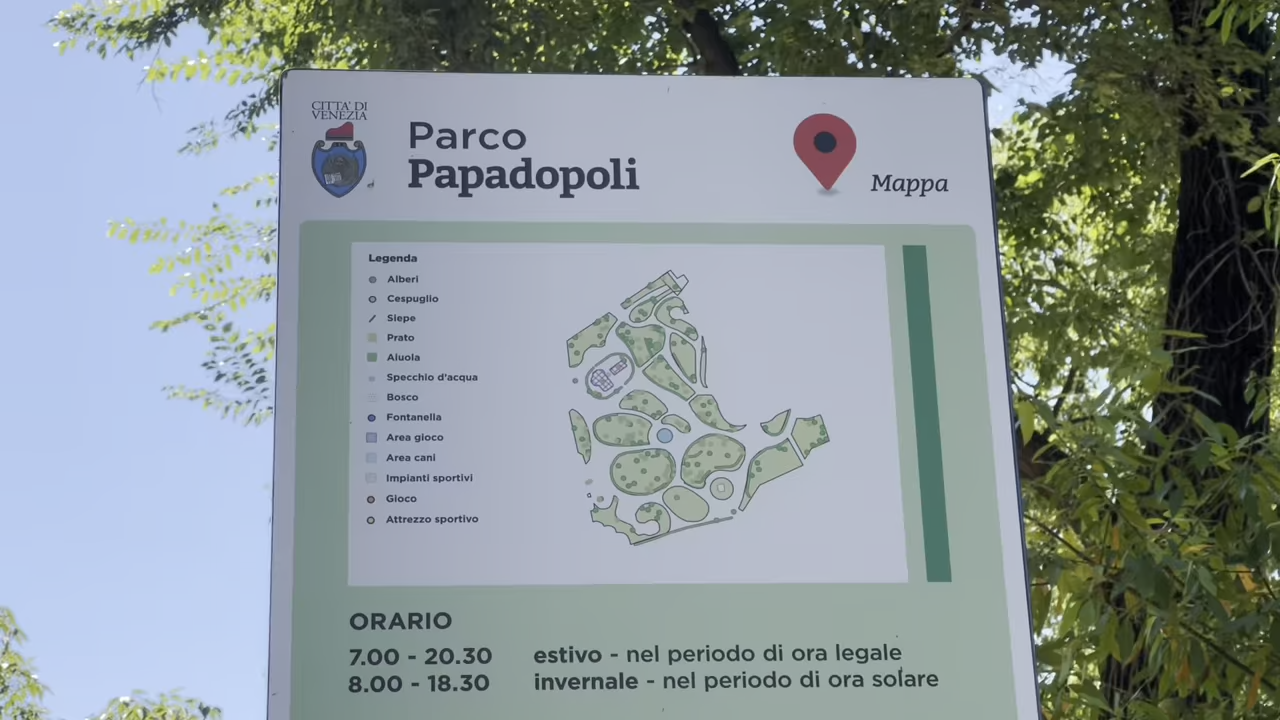 CITTA' DI
VENEZIA
Parco
Papadopoli
Mappa
Legenda
Alberi
Cespuglio
Siepe
Prato
Aiuola
Specchio d'acqua
Bosco
Fontanella
Area gioco
Area cani
Impianti sportivi
Gioco
Attrezzo sportivo
ORARIO
7.00 - 20.30 estivo - nel periodo di ora legale
8.00 - 18.30 invernale - nel periodo di ora solare